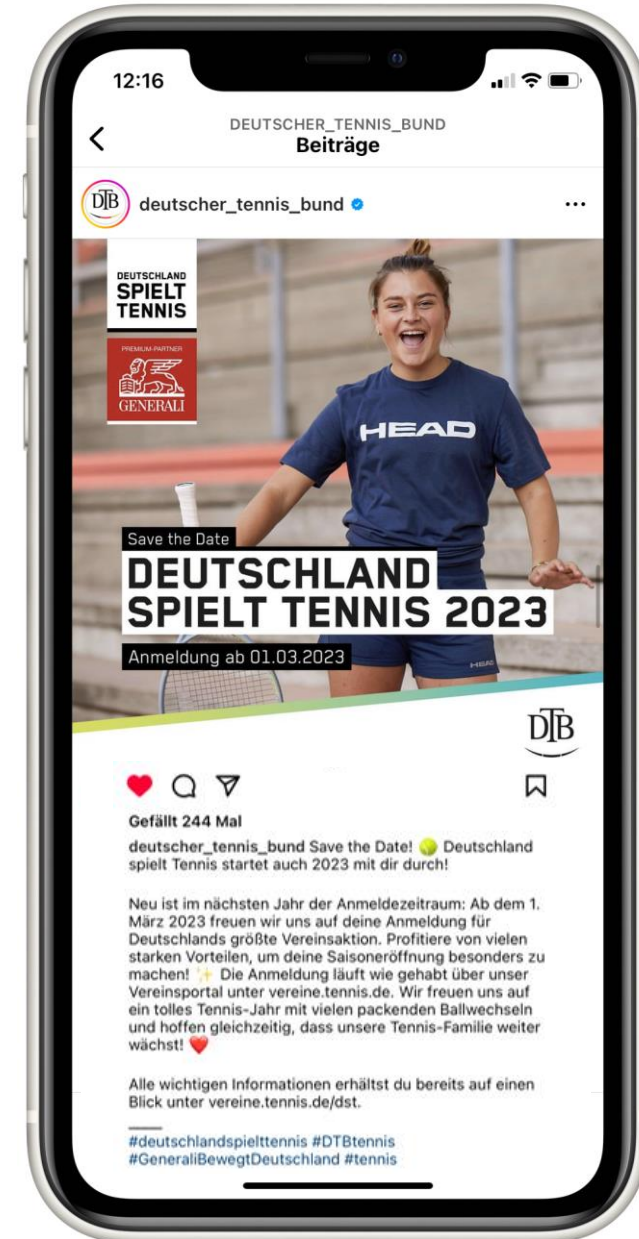 12:16
DEUTSCHER_TENNIS_BUND
Beiträge
DTB
deutscher_tennis_bund
DEUTSCHLAND
SPIELT
TENNIS
PREMIUM-PARTNER
GENERALI
HEAD
Save the Date
DEUTSCHLAND
SPIELT TENNIS 2023
Anmeldung ab 01.03.2023
HEAD
DTB
Gefällt 244 Mal
deutscher_tennis_bund Save the Date! 🎾 Deutschland
spielt Tennis startet auch 2023 mit dir durch!
Neu ist im nächsten Jahr der Anmeldezeitraum: Ab dem 1.
März 2023 freuen wir uns auf deine Anmeldung für
Deutschlands größte Vereinsaktion. Profitiere von vielen
starken Vorteilen, um deine Saisoneröffnung besonders zu
machen! ✨ Die Anmeldung läuft wie gehabt über unser
Vereinsportal unter vereine.tennis.de. Wir freuen uns auf
ein tolles Tennis-Jahr mit vielen packenden Ballwechseln
und hoffen gleichzeitig, dass unsere Tennis-Familie weiter
wächst! ❤️
Alle wichtigen Informationen erhältst du bereits auf einen
Blick unter vereine.tennis.de/dst.
#deutschlandspielttennis #DTBtennis
#GeneraliBewegtDeutschland #tennis